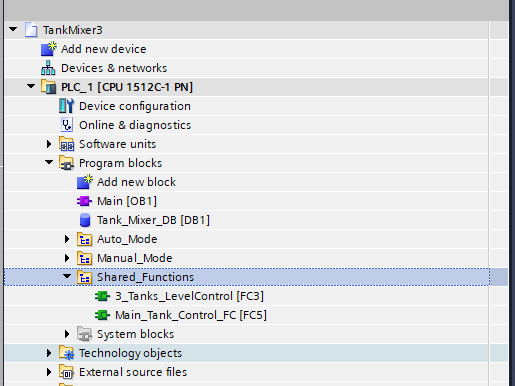 TankMixer3
Add new device
Devices & networks
PLC_1 [CPU 1512C-1 PN]
Device configuration
Online & diagnostics
Software units
Program blocks
Add new block
Main [OB1]
Tank_Mixer_DB [DB1]
Auto_Mode
Manual_Mode
Shared_Functions
3_Tanks_LevelControl [FC3]
Main_Tank_Control_FC [FC5]
System blocks
Technology objects
External source files